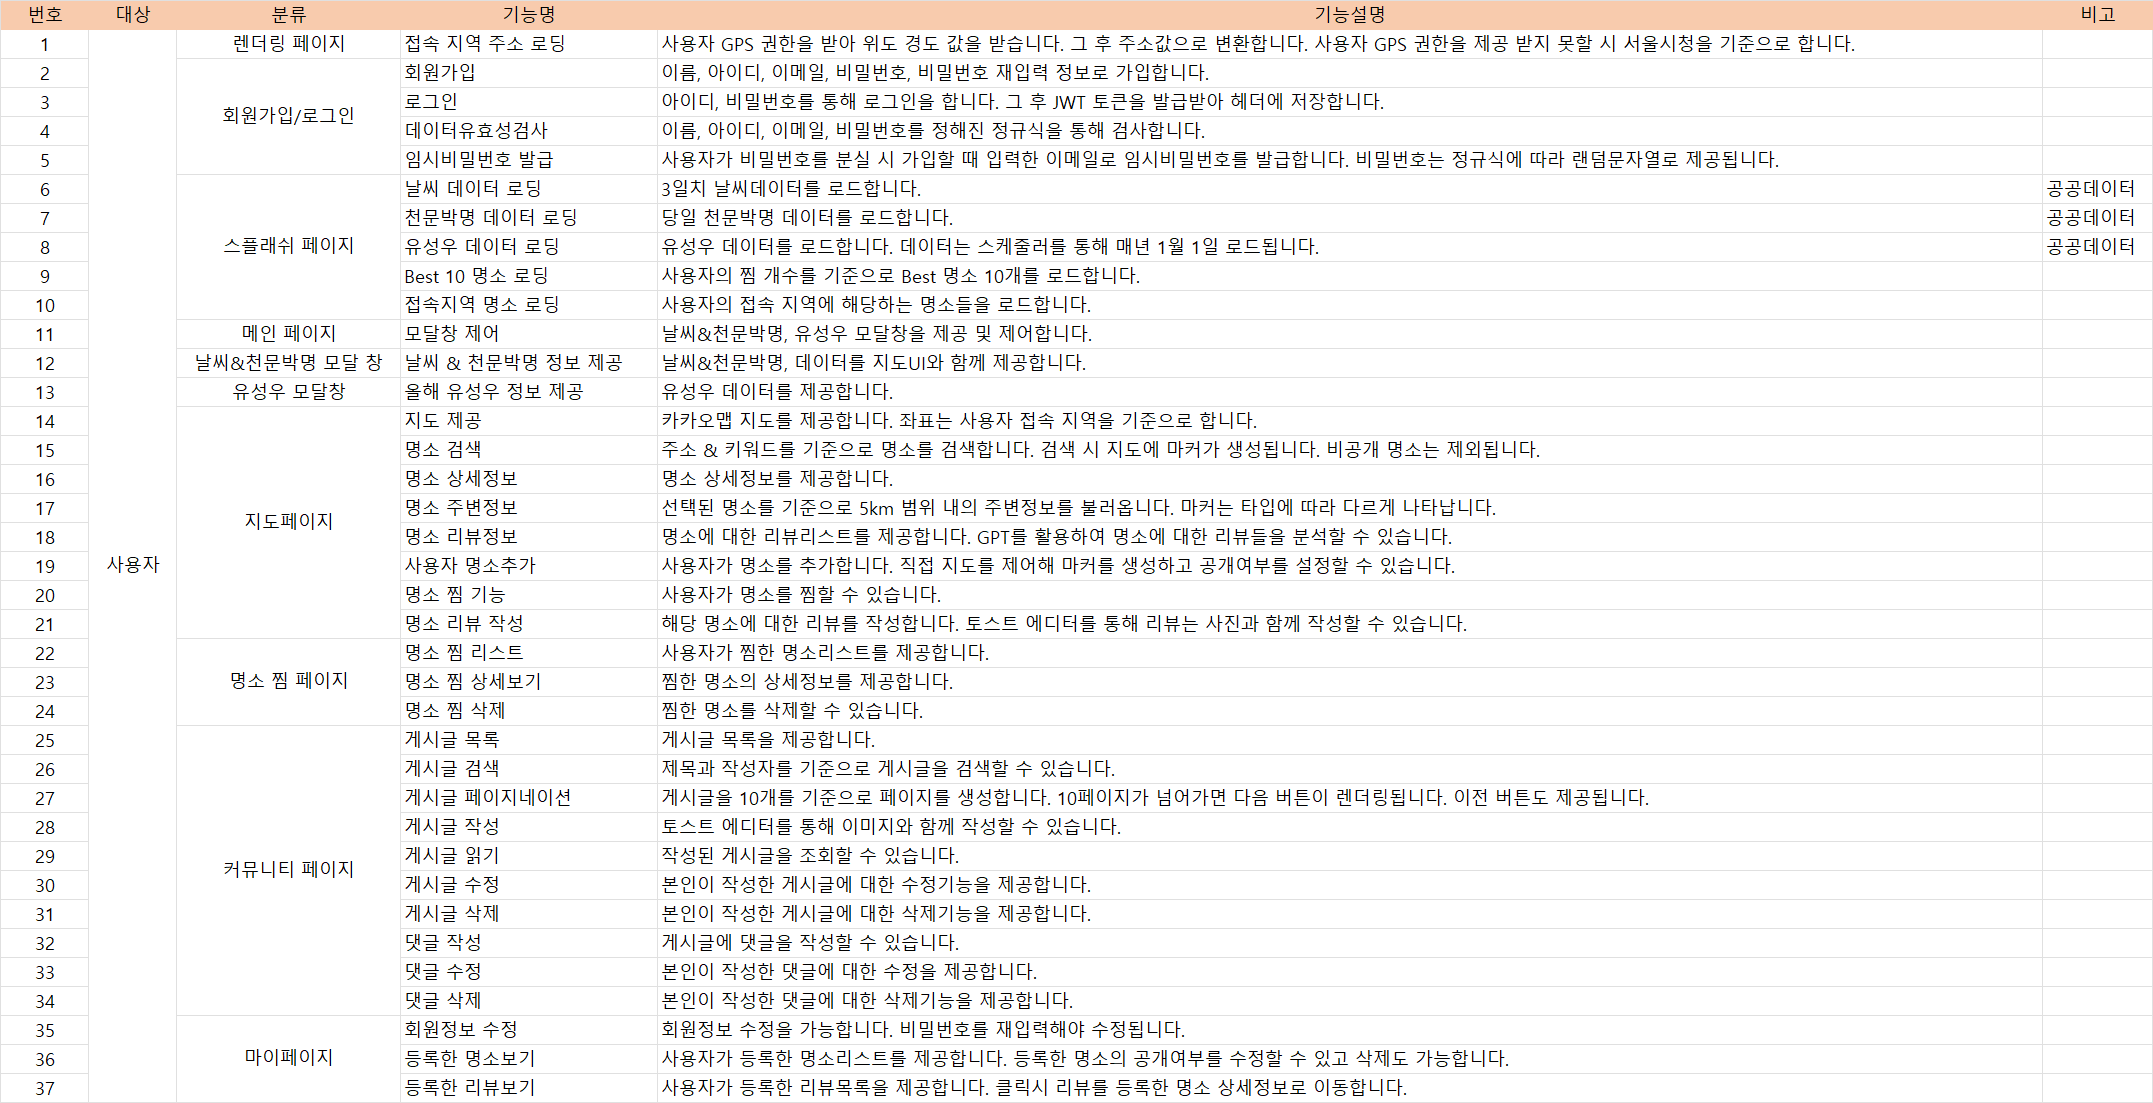 번호 대상 분류 기능명 기능설명 비고
1 렌더링 페이지 접속 지역 주소 로딩 사용자 GPS 권한을 받아 위도 경도 값을 받습니다. 그 후 주소값으로 변환합니다. 사용자 GPS 권한을 제공 받지 못할 시 서울시청을 기준으로 합니다.
2 회원가입 이름, 아이디, 이메일, 비밀번호, 비밀번호 재입력 정보로 가입합니다.
3 로그인 아이디, 비밀번호를 통해 로그인을 합니다. 그 후 JWT 토큰을 발급받아 헤더에 저장합니다.
회원가입/로그인
4 데이터유효성검사 이름, 아이디, 이메일, 비밀번호를 정해진 정규식을 통해 검사합니다.
5 임시비밀번호 발급 사용자가 비밀번호를 분실 시 가입할 때 입력한 이메일로 임시비밀번호를 발급합니다. 비밀번호는 정규식에 따라 랜덤문자열로 제공됩니다.
6 날씨 데이터 로딩 3일치 날씨데이터를 로드합니다. 공공데이터
7 천문박명 데이터 로딩 당일 천문박명 데이터를 로드합니다. 공공데이터
8 스플래쉬 페이지 유성우 데이터 로딩 유성우 데이터를 로드합니다. 데이터는 스케줄러를 통해 매년 1월 1일 로드됩니다. 공공데이터
9 Best 10 명소 로딩 사용자의 찜 개수를 기준으로 Best 명소 10개를 로드합니다.
10 접속지역 명소 로딩 사용자의 접속 지역에 해당하는 명소들을 로드합니다.
11 메인 페이지 모달창 제어 날씨&천문박명, 유성우 모달창을 제공 및 제어합니다.
12 날씨&천문박명 모달 창 날씨 & 천문박명 정보 제공 날씨&천문박명, 데이터를 지도UI와 함께 제공합니다.
13 유성우 모달창 올해 유성우 정보 제공 유성우 데이터를 제공합니다.
14 지도 제공 카카오맵 지도를 제공합니다. 좌표는 사용자 접속 지역을 기준으로 합니다.
15 명소 검색 주소 & 키워드를 기준으로 명소를 검색합니다. 검색 시 지도에 마커가 생성됩니다. 비공개 명소는 제외됩니다.
16 명소 상세정보 명소 상세정보를 제공합니다.
17 명소 주변정보 선택된 명소를 기준으로 5km 범위 내의 주변정보를 불러옵니다. 마커는 타입에 따라 다르게 나타납니다.
지도페이지
18 명소 리뷰정보 명소에 대한 리뷰리스트를 제공합니다. GPT를 활용하여 명소에 대한 리뷰들을 분석할 수 있습니다.
19 사용자 사용자 명소추가 사용자가 명소를 추가합니다. 직접 지도를 제어해 마커를 생성하고 공개여부를 설정할 수 있습니다.
20 명소 찜 기능 사용자가 명소를 찜할 수 있습니다.
21 명소 리뷰 작성 해당 명소에 대한 리뷰를 작성합니다. 토스트 에디터를 통해 리뷰는 사진과 함께 작성할 수 있습니다.
22 명소 찜 리스트 사용자가 찜한 명소리스트를 제공합니다.
23 명소 찜 페이지 명소 찜 상세보기 찜한 명소의 상세정보를 제공합니다.
24 명소 찜 삭제 찜한 명소를 삭제할 수 있습니다.
25 게시글 목록 게시글 목록을 제공합니다.
26 게시글 검색 제목과 작성자를 기준으로 게시글을 검색할 수 있습니다.
27 게시글 페이지네이션 게시글을 10개를 기준으로 페이지를 생성합니다. 10페이지가 넘어가면 다음 버튼이 렌더링됩니다. 이전 버튼도 제공됩니다.
28 게시글 작성 토스트 에디터를 통해 이미지와 함께 작성할 수 있습니다.
29 게시글 읽기 작성된 게시글을 조회할 수 있습니다.
커뮤니티 페이지
30 게시글 수정 본인이 작성한 게시글에 대한 수정기능을 제공합니다.
31 게시글 삭제 본인이 작성한 게시글에 대한 삭제기능을 제공합니다.
32 댓글 작성 게시글에 댓글을 작성할 수 있습니다.
33 댓글 수정 본인이 작성한 댓글에 대한 수정을 제공합니다.
34 댓글 삭제 본인이 작성한 댓글에 대한 삭제기능을 제공합니다.
35 회원정보 수정 회원정보 수정을 가능합니다. 비밀번호를 재입력해야 수정됩니다.
36 마이페이지 등록한 명소보기 사용자가 등록한 명소리스트를 제공합니다. 등록한 명소의 공개여부를 수정할 수 있고 삭제도 가능합니다.
37 등록한 리뷰보기 사용자가 등록한 리뷰목록을 제공합니다. 클릭시 리뷰를 등록한 명소 상세정보로 이동합니다.